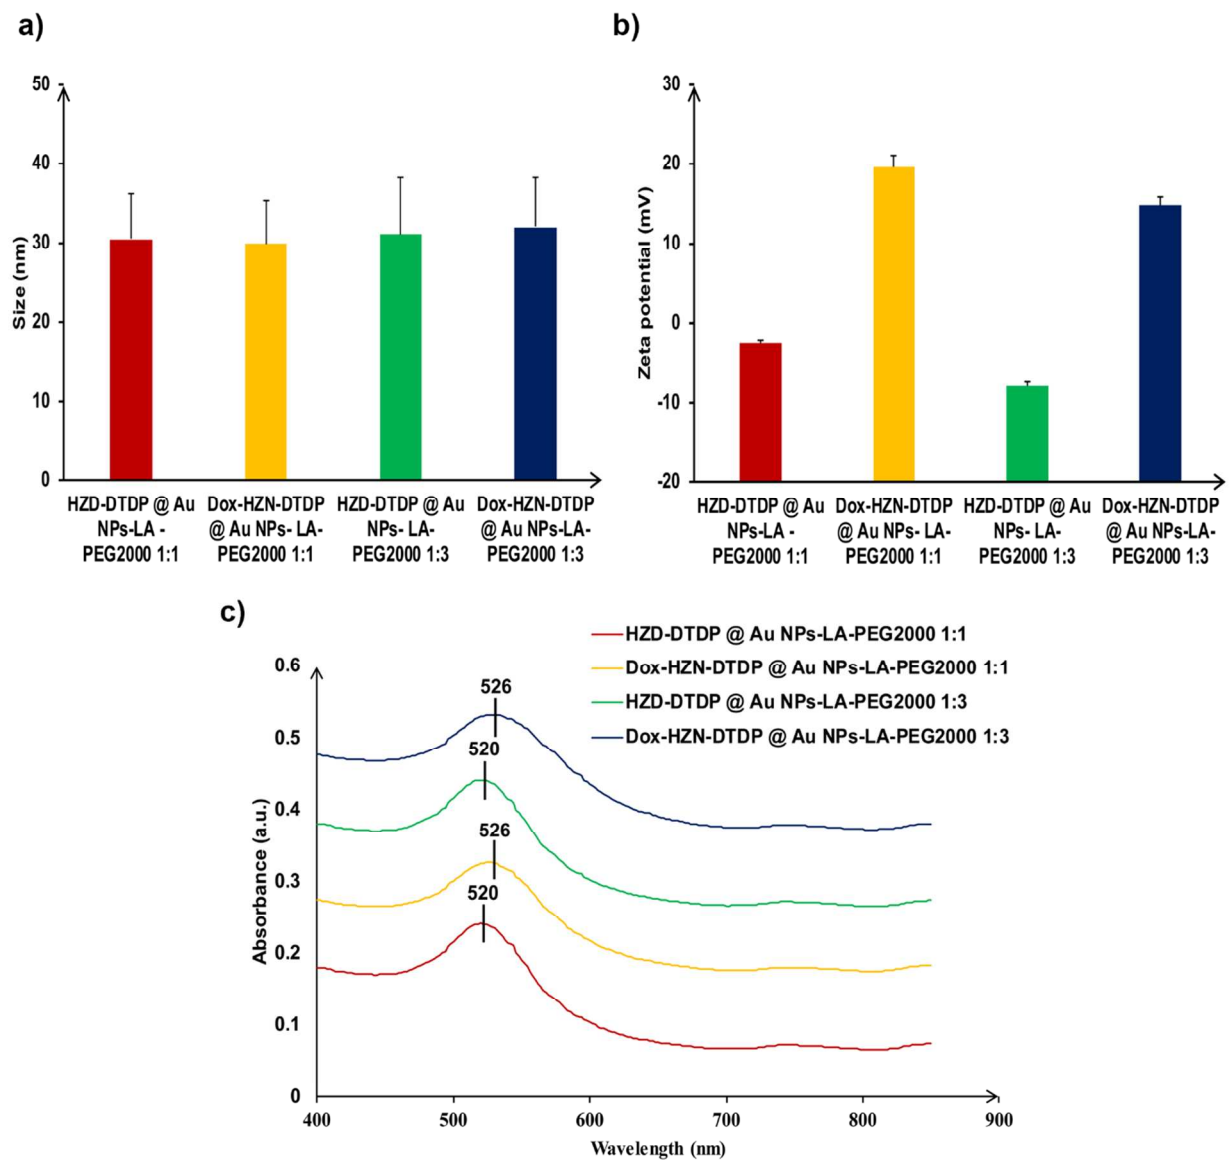 a)
50
40
30
20
10
0
Size (nm)
HZD-DTDP @ Au
NPs-LA -
PEG2000 1:1
Dox-HZN-DTDP
@ Au NPs- LA-
PEG2000 1:1
HZD-DTDP @ Au
NPs- LA-
PEG2000 1:3
Dox-HZN-DTDP
@ Au NPs-LA-
PEG2000 1:3
b)
30
20
10
0
-10
-20
Zeta potential (mV)
HZD-DTDP @ Au
NPs-LA -
PEG2000 1:1
Dox-HZN-DTDP
@ Au NPs- LA-
PEG2000 1:1
HZD-DTDP @ Au
NPs- LA-
PEG2000 1:3
Dox-HZN-DTDP
@ Au NPs-LA-
PEG2000 1:3
c)
HZD-DTDP @ Au NPs-LA-PEG2000 1:1
Dox-HZN-DTDP @ Au NPs-LA-PEG2000 1:1
HZD-DTDP @ Au NPs-LA-PEG2000 1:3
Dox-HZN-DTDP @ Au NPs-LA-PEG2000 1:3
0.6
0.5
0.4
0.3
0.2
0.1
0
Absorbance (a.u.)
526
520
526
520
400
500
600
700
800
900
Wavelength (nm)